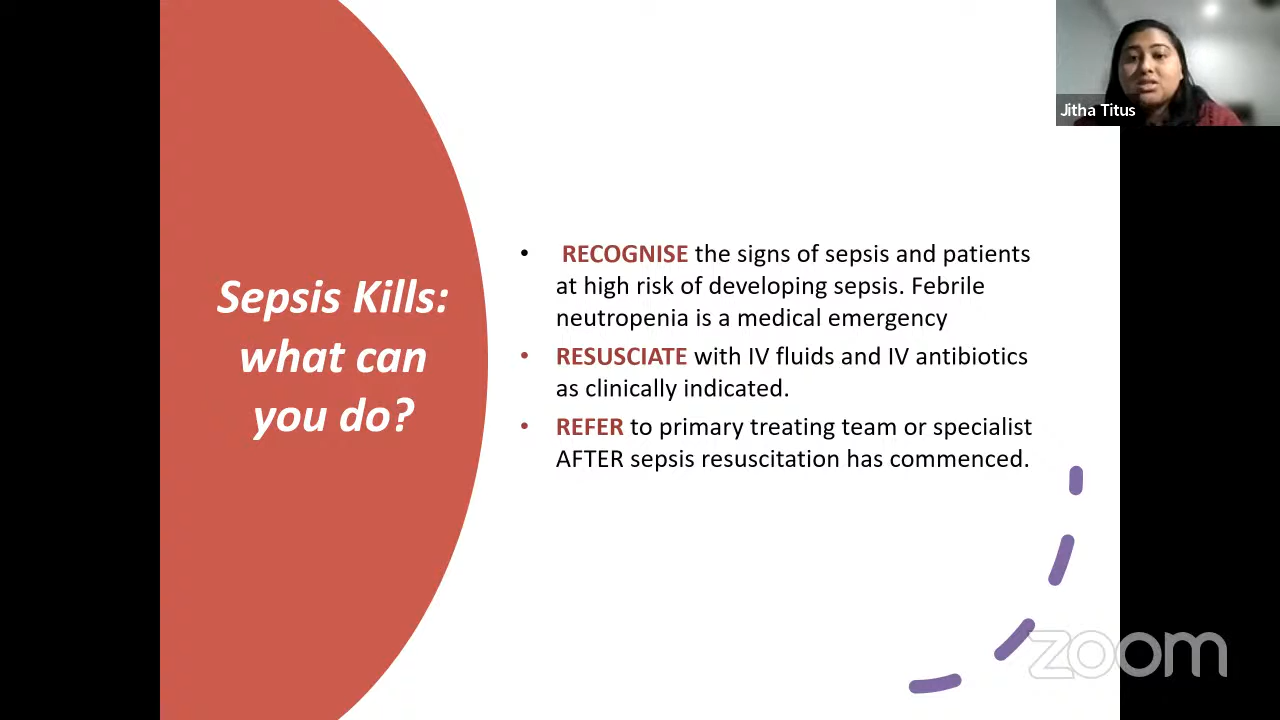 Jitha Titus
Sepsis Kills:
what can
you do?
• RECOGNISE the signs of sepsis and patients
at high risk of developing sepsis. Febrile
neutropenia is a medical emergency
• RESUSCIATE with IV fluids and IV antibiotics
as clinically indicated.
• REFER to primary treating team or specialist
AFTER sepsis resuscitation has commenced.
zoom